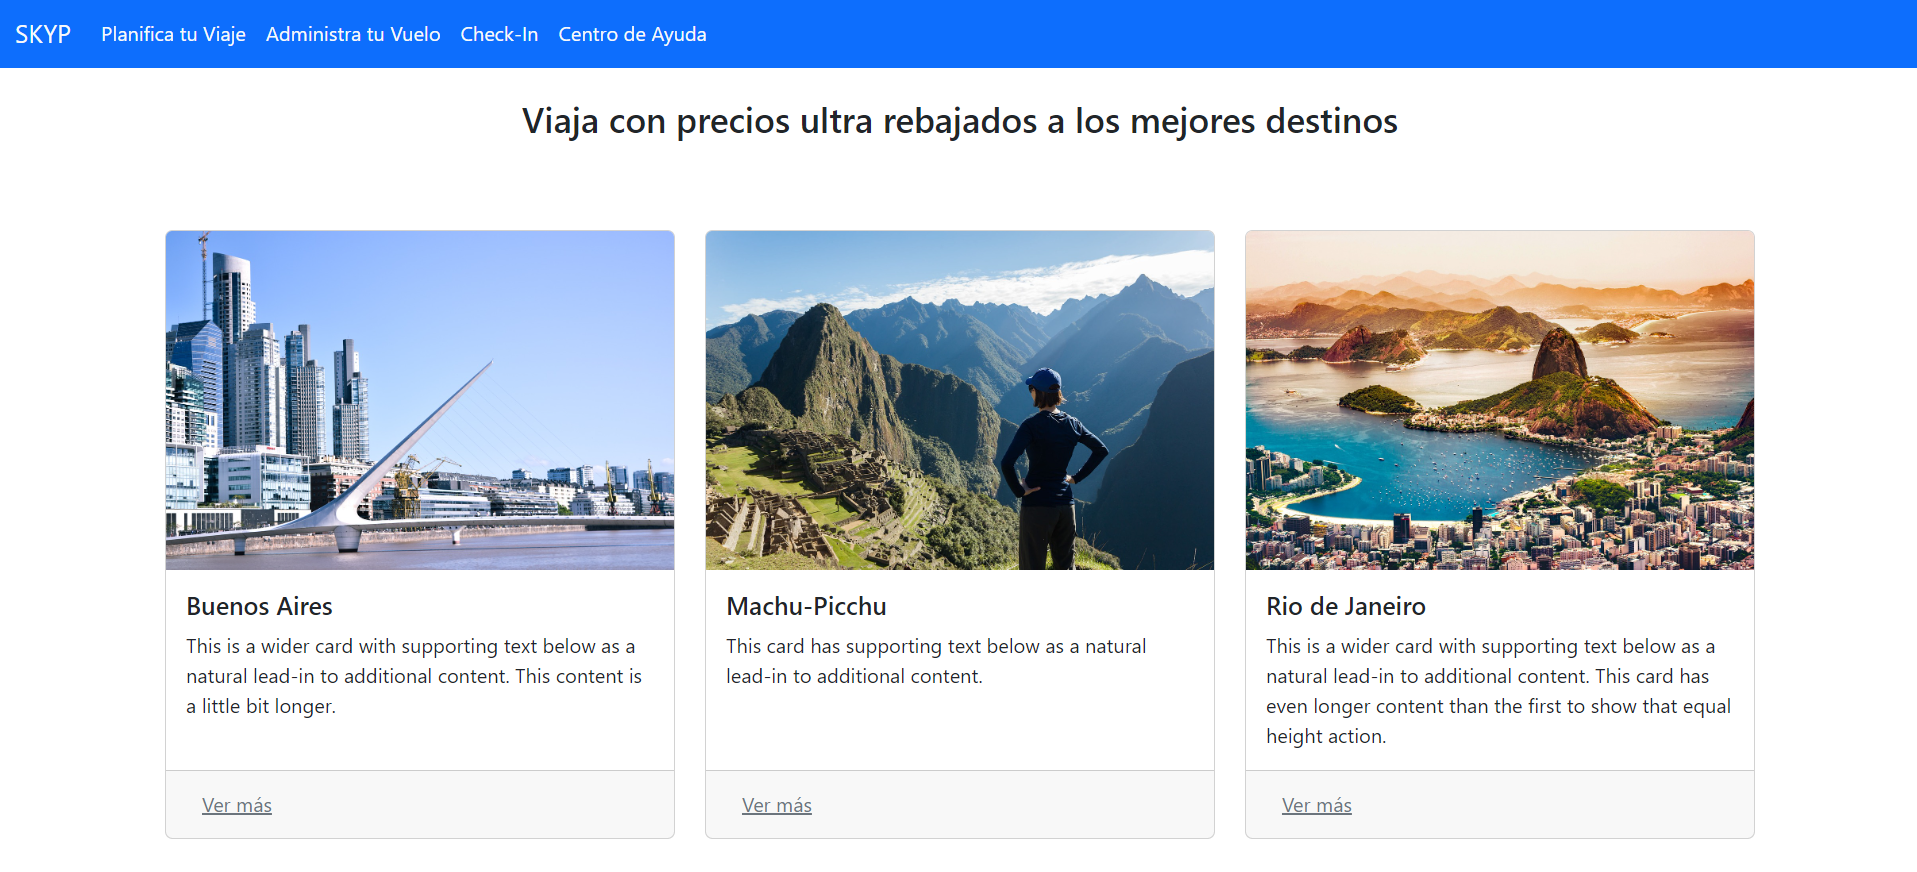 SKYP Planifica tu Viaje Administra tu Vuelo Check-In Centro de Ayuda
Viaja con precios ultra rebajados a los mejores destinos
Buenos Aires
This is a wider card with supporting text below as a
natural lead-in to additional content. This content is
a little bit longer.
Ver más
Machu-Picchu
This card has supporting text below as a natural
lead-in to additional content.
Ver más
Rio de Janeiro
This is a wider card with supporting text below as a
natural lead-in to additional content. This card has
even longer content than the first to show that equal
height action.
Ver más